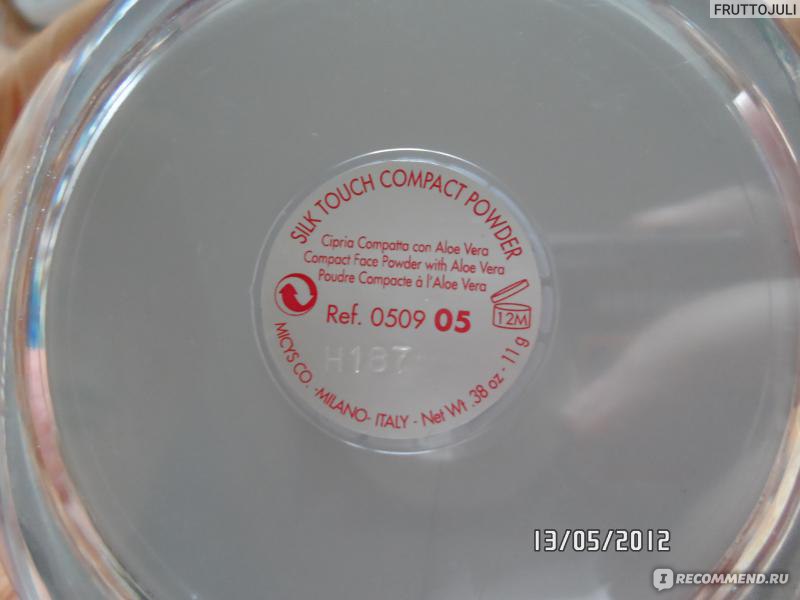 FRUTTOJULI
SILK TOUCH COMPACT POWDER
Cipria Compatta con Aloe Vera
Compact Face Powder with Aloe Vera
Poudre Compacte à l'Aloe Vera
Ref. 0509 05
12M
H187
MICYS CO. -MILANO- ITALY - Net Wt. .38 oz - 11 g
13/05/2012
I RECOMMEND.RU